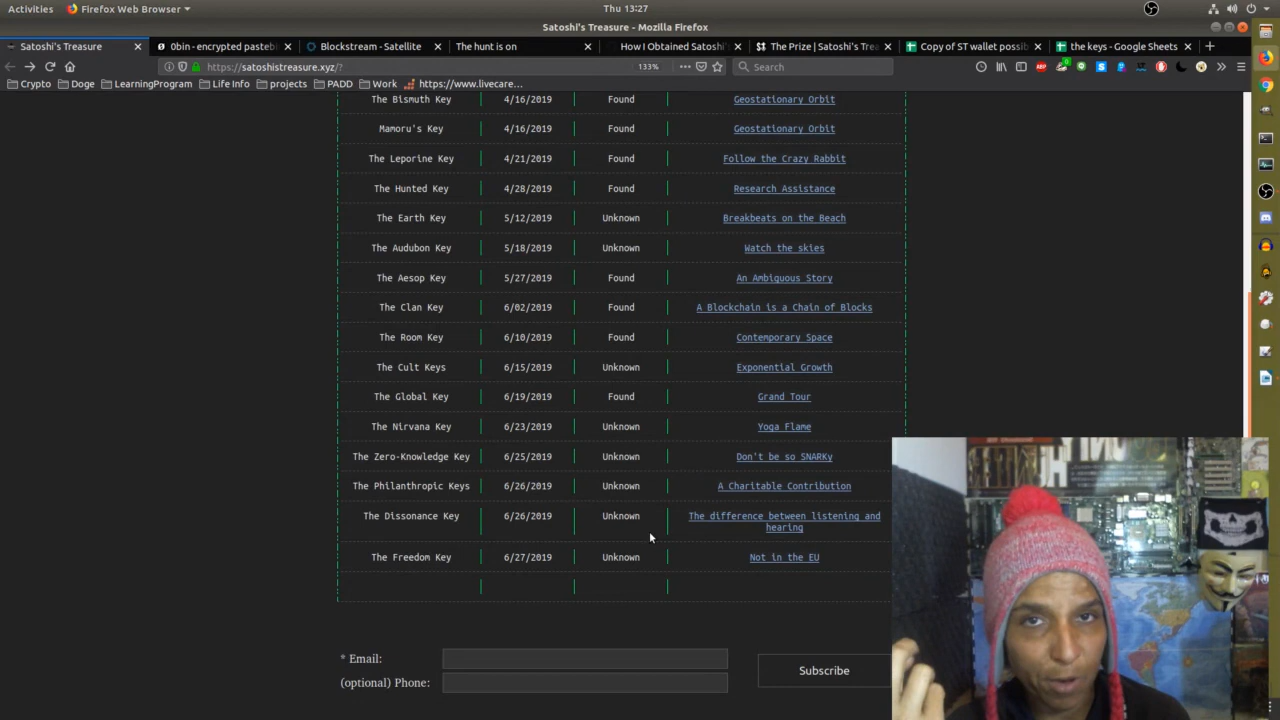 Activities
Firefox Web Browser
Thu 13:27
Satoshi's Treasure - Mozilla Firefox
Satoshi's Treasure
0bin - encrypted pasteb
Blockstream - Satellite
The hunt is on
How I Obtained Satosh
The Prize | Satoshi's Trea
Copy of ST wallet possib
the keys - Google Sheets
https://satoshistreasure.xyz/?
133%
Search
Crypto
Doge
LearningProgram
Life Info
projects
PADD
Work
https://www.livecare...
The Bismuth Key 4/16/2019 Found Geostationary Orbit
Mamoru's Key 4/16/2019 Found Geostationary Orbit
The Leporine Key 4/21/2019 Found Follow the Crazy Rabbit
The Hunted Key 4/28/2019 Found Research Assistance
The Earth Key 5/12/2019 Unknown Breakbeats on the Beach
The Audubon Key 5/18/2019 Unknown Watch the skies
The Aesop Key 5/27/2019 Found An Ambiguous Story
The Clan Key 6/02/2019 Found A Blockchain is a Chain of Blocks
The Room Key 6/10/2019 Found Contemporary Space
The Cult Keys 6/15/2019 Unknown Exponential Growth
The Global Key 6/19/2019 Found Grand Tour
The Nirvana Key 6/23/2019 Unknown Yoga Flame
The Zero-Knowledge Key 6/25/2019 Unknown Don't be so SNARKy
The Philanthropic Keys 6/26/2019 Unknown A Charitable Contribution
The Dissonance Key 6/26/2019 Unknown The difference between listening and
hearing
The Freedom Key 6/27/2019 Unknown Not in the EU
* Email:
(optional) Phone:
Subscribe